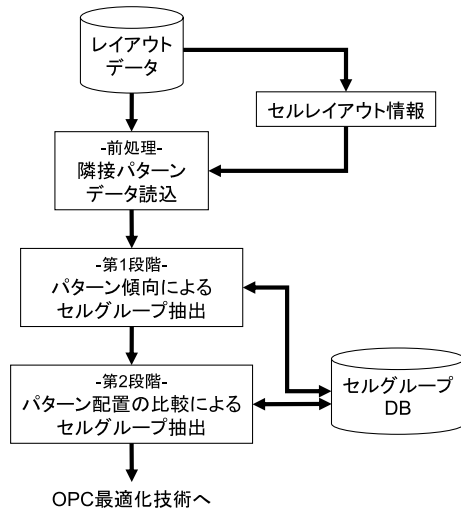 レイアウト
データ
セルレイアウト情報
-前処理-
隣接パターン
データ読込
-第1段階-
パターン傾向による
セルグループ抽出
-第2段階-
パターン配置の比較による
セルグループ抽出
セルグループ
DB
OPC最適化技術へ